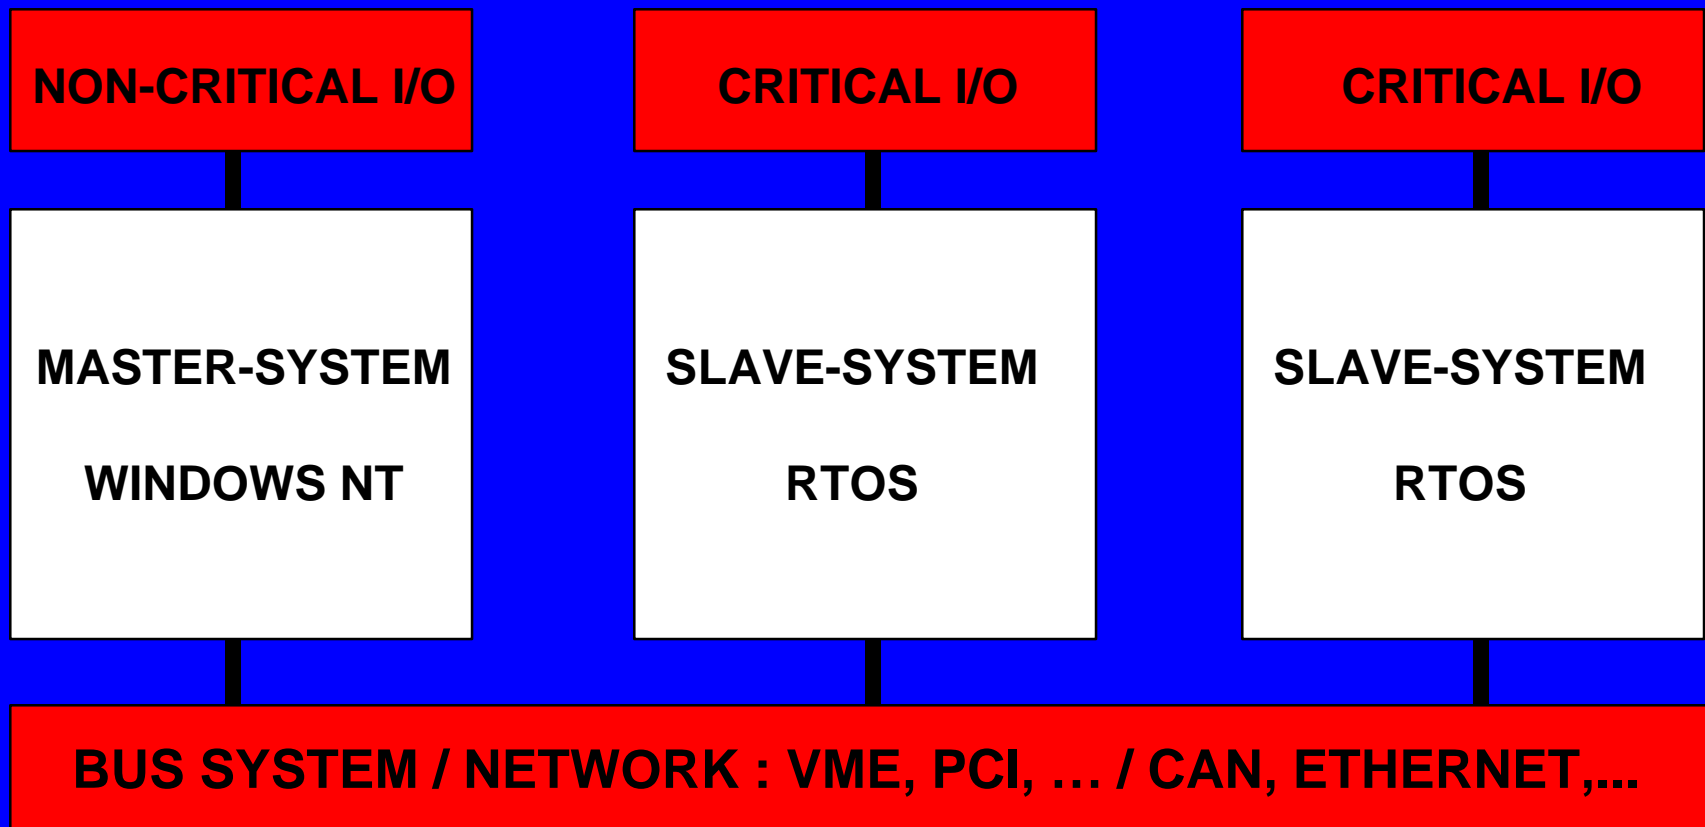 NON-CRITICAL I/O
CRITICAL I/O
CRITICAL I/O
MASTER-SYSTEM
WINDOWS NT
SLAVE-SYSTEM
RTOS
SLAVE-SYSTEM
RTOS
BUS SYSTEM / NETWORK : VME, PCI, … / CAN, ETHERNET,...